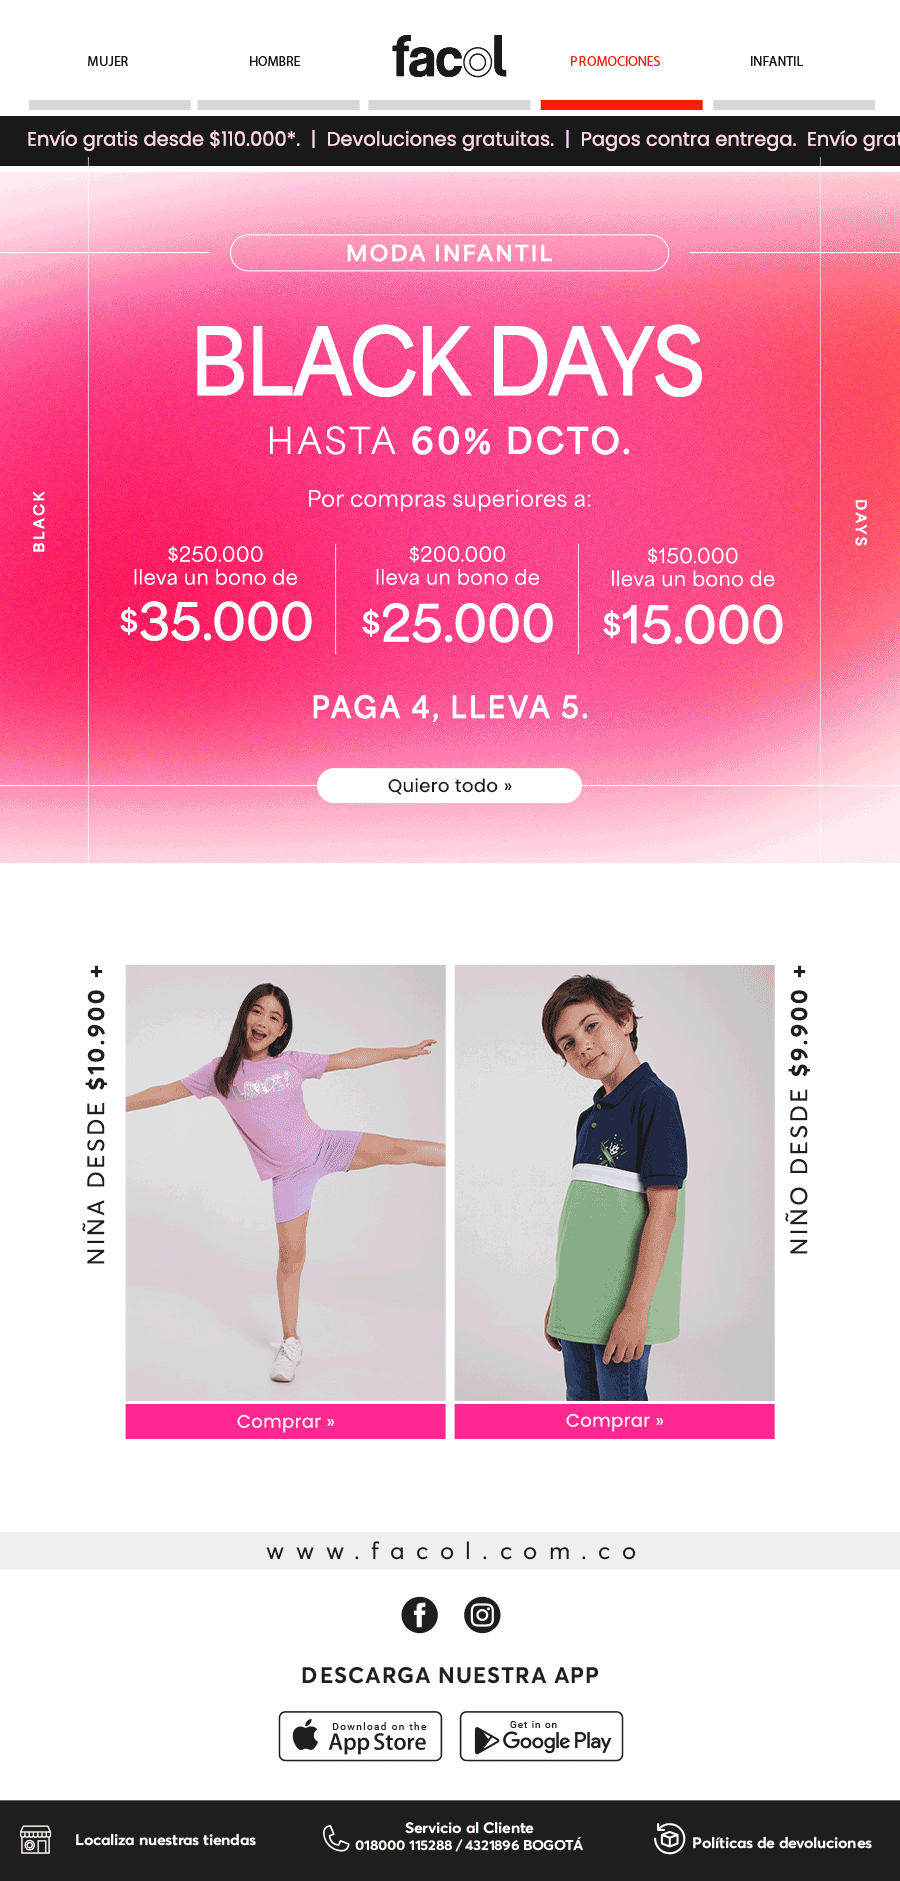 MUJER
HOMBRE
facol
PROMOCIONES
INFANTIL
Envío gratis desde $110.000*. | Devoluciones gratuitas. | Pagos contra entrega. Envío grat
MODA INFANTIL
BLACK DAYS
HASTA 60% DCTO.
Por compras superiores a:
BLACK
DAYS
$250.000
lleva un bono de
$35.000
$200.000
lleva un bono de
$25.000
$150.000
lleva un bono de
$15.000
PAGA 4, LLEVA 5.
Quiero todo »
NIÑA DESDE $10.900 +
NIÑO DESDE $9.900 +
Comprar »
Comprar »
www.facol.com.co
DESCARGA NUESTRA APP
Download on the
App Store
Get in on
Google Play
Localiza nuestras tiendas
Servicio al Cliente
018000 115288 / 4321896 BOGOTÁ
Políticas de devoluciones